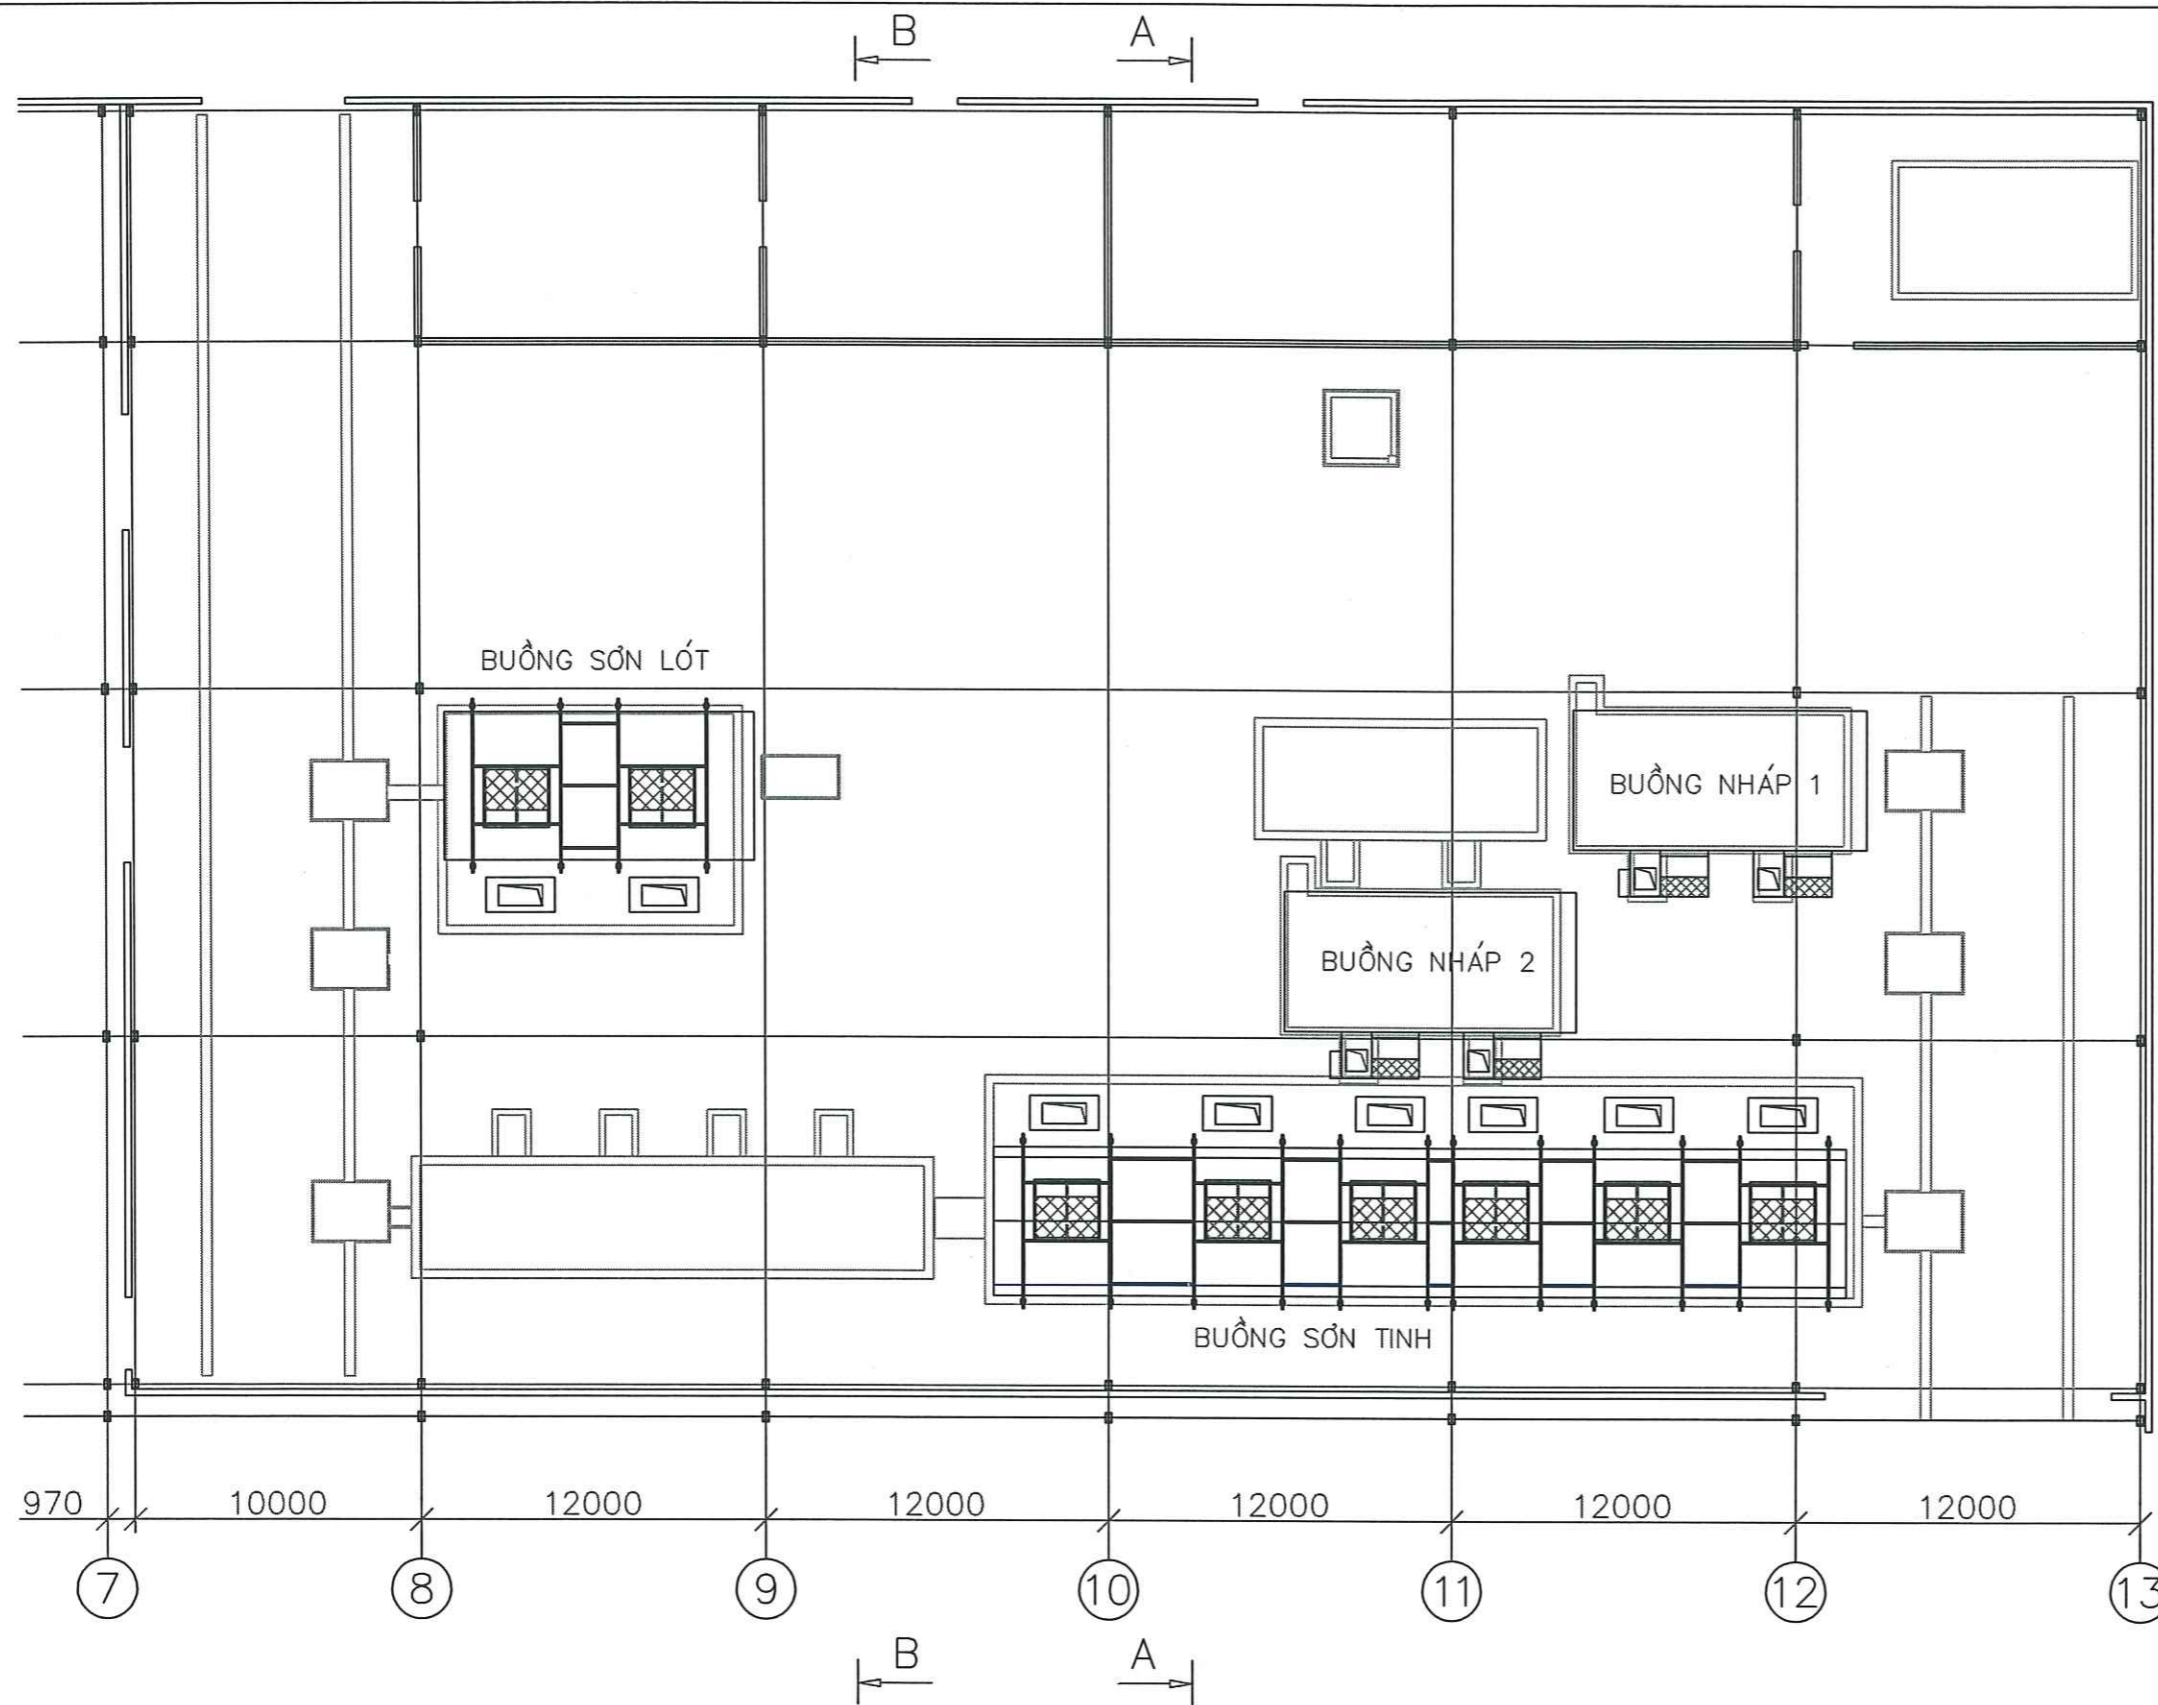 B A
BUỒNG SƠN LÓT
BUỒNG NHÁP 1
BUỒNG NHÁP 2
BUỒNG SƠN TINH
970 10000 12000 12000 12000 12000 12000
7 8 9 10 11 12 13
B A